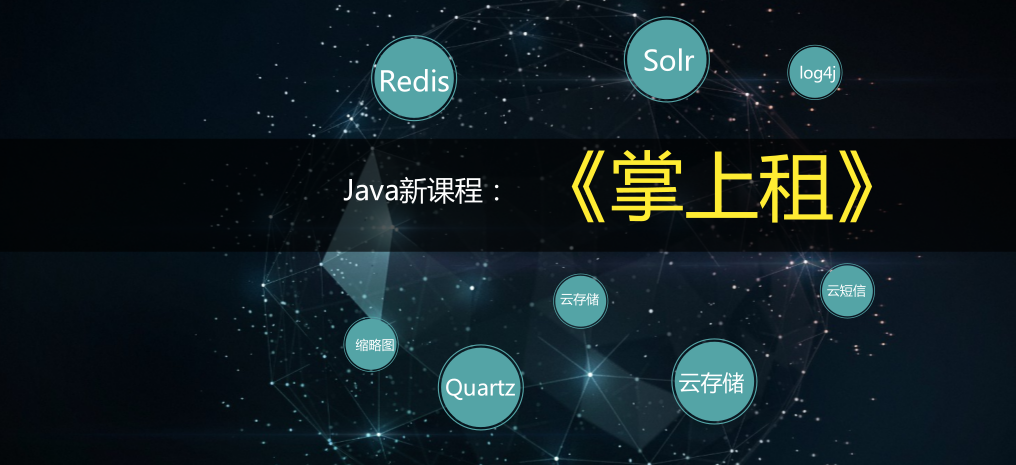 Redis
Solr
log4j
Java新课程：
《掌上租》
云存储
云短信
缩略图
Quartz
云存储